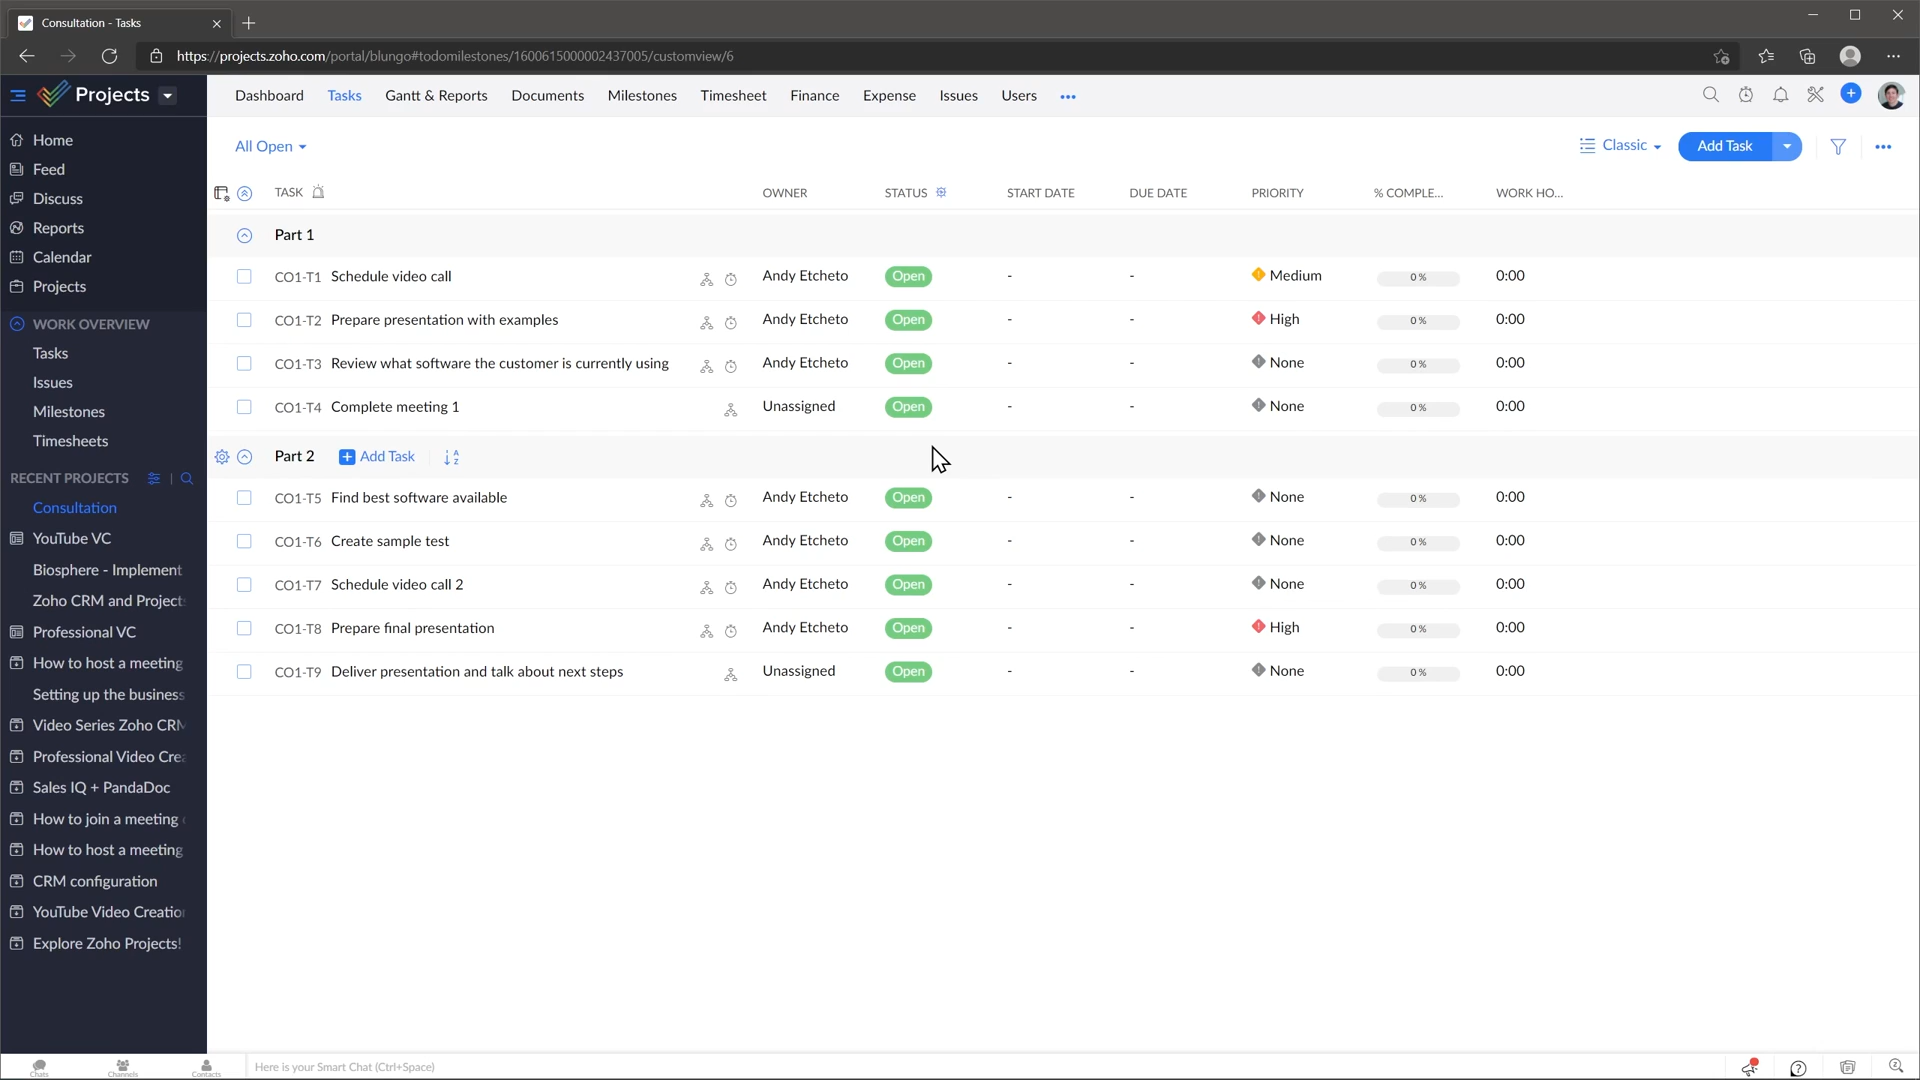 Consultation - Tasks
https://projects.zoho.com/portal/blungo#todomilestones/1600615000002437005/customview/6
Projects
Dashboard Tasks Gantt & Reports Documents Milestones Timesheet Finance Expense Issues Users
Home
Feed
Discuss
Reports
Calendar
Projects
WORK OVERVIEW
Tasks
Issues
Milestones
Timesheets
RECENT PROJECTS
Consultation
YouTube VC
Biosphere - Implement
Zoho CRM and Projects
Professional VC
How to host a meeting
Setting up the business
Video Series Zoho CRM
Professional Video Crea
Sales IQ + PandaDoc
How to join a meeting
How to host a meeting
CRM configuration
YouTube Video Creation
Explore Zoho Projects!
All Open
Classic
Add Task
TASK OWNER STATUS START DATE DUE DATE PRIORITY % COMPLE... WORK HO...
Part 1
CO1-T1 Schedule video call Andy Etcheto Open - - Medium 0 % 0:00
CO1-T2 Prepare presentation with examples Andy Etcheto Open - - High 0 % 0:00
CO1-T3 Review what software the customer is currently using Andy Etcheto Open - - None 0 % 0:00
CO1-T4 Complete meeting 1 Unassigned Open - - None 0 % 0:00
Part 2 Add Task
CO1-T5 Find best software available Andy Etcheto Open - - None 0 % 0:00
CO1-T6 Create sample test Andy Etcheto Open - - None 0 % 0:00
CO1-T7 Schedule video call 2 Andy Etcheto Open - - None 0 % 0:00
CO1-T8 Prepare final presentation Andy Etcheto Open - - High 0 % 0:00
CO1-T9 Deliver presentation and talk about next steps Unassigned Open - - None 0 % 0:00
Chats Channels Contacts Here is your Smart Chat (Ctrl+Space)